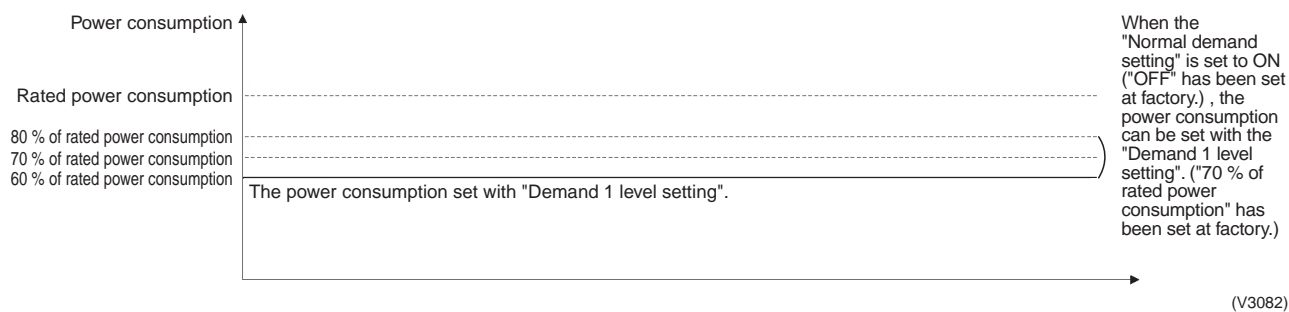 Power consumption
Rated power consumption
80 % of rated power consumption
70 % of rated power consumption
60 % of rated power consumption
The power consumption set with "Demand 1 level setting".
When the
"Normal demand
setting" is set to ON
("OFF" has been set
at factory.) , the
power consumption
can be set with the
"Demand 1 level
setting". ("70 % of
rated power
consumption" has
been set at factory.)
(V3082)